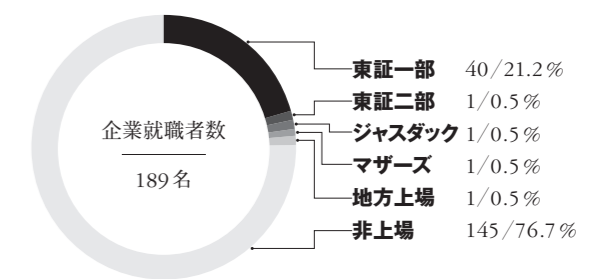 東証一部 40/21.2%
東証二部 1/0.5%
ジャスダック 1/0.5%
マザーズ 1/0.5%
地方上場 1/0.5%
非上場 145/76.7%
企業就職者数
189名